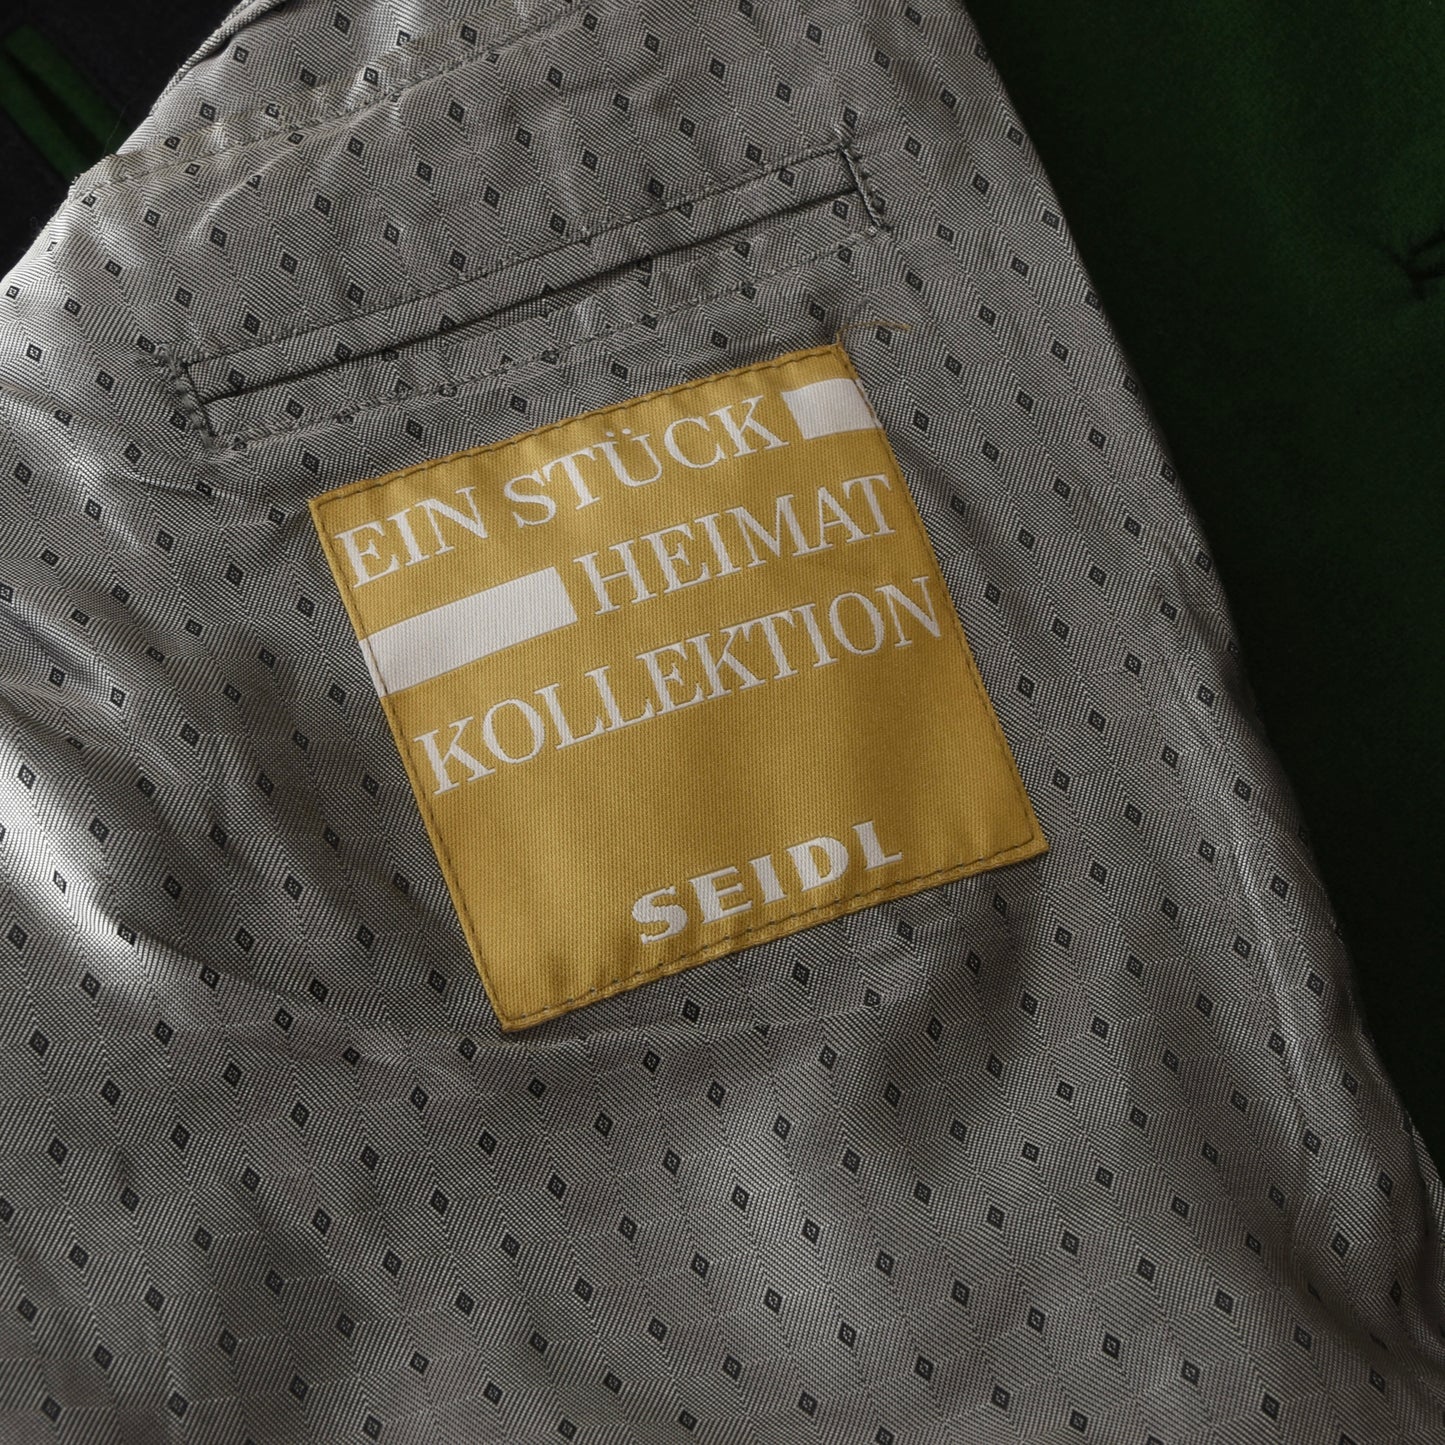 EIN STÜCK
HEIMAT
KOLLEKTION
SEIDL